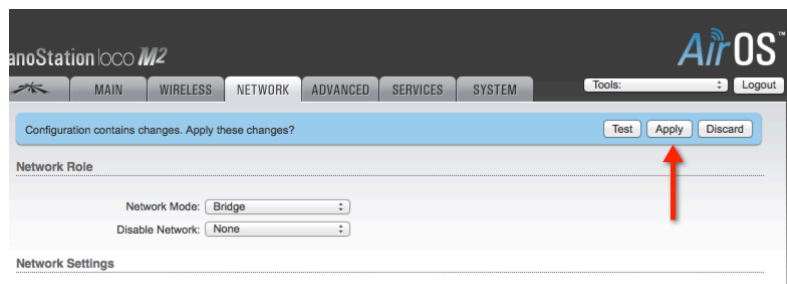 anoStation loco M2
AirOS™
MAIN WIRELESS NETWORK ADVANCED SERVICES SYSTEM Tools: Logout
Configuration contains changes. Apply these changes? Test Apply Discard
Network Role
Network Mode: Bridge
Disable Network: None
Network Settings